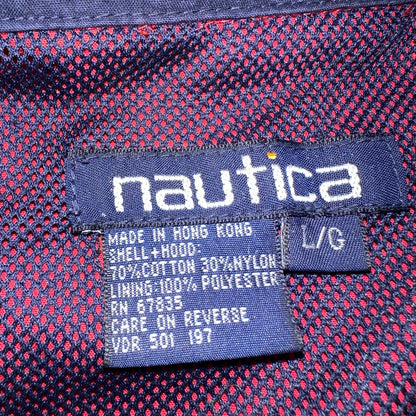 nautica
L/G
MADE IN HONG KONG
SHELL+HOOD:
70%COTTON 30%NYLON
LINING:100% POLYESTER
RN 67835
CARE ON REVERSE
VDR 501 197